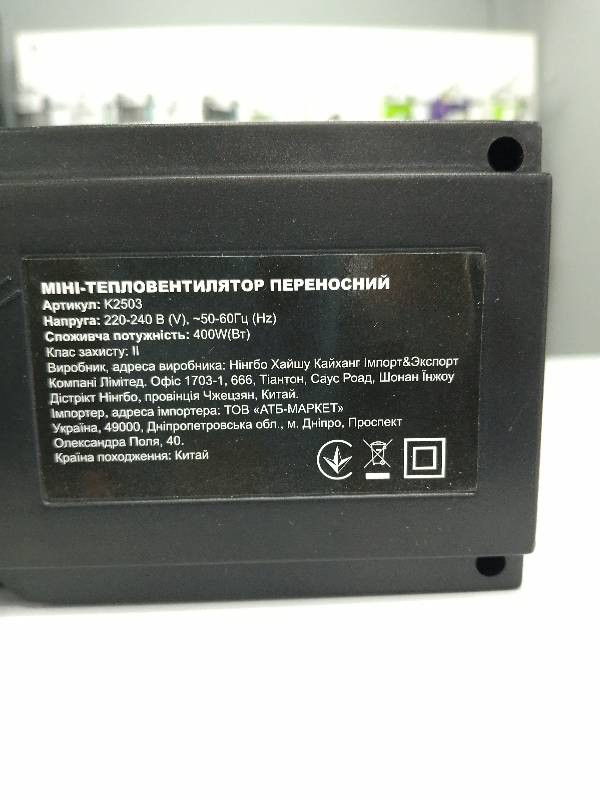 МІНІ-ТЕПЛОВЕНТИЛЯТОР ПЕРЕНОСНИЙ
Артикул: K2503
Напруга: 220-240 В (V), ~50-60Гц (Hz)
Споживча потужність: 400W(Вт)
Клас захисту: II
Виробник, адреса виробника: Нінгбо Хайшу Кайханг Імпорт&Экспорт
Компані Лімітед. Офіс 1703-1, 666, Тіантон, Саус Роад, Шонан Інжоу
Дістрікт Нінгбо, провінція Чжецзян, Китай.
Імпортер, адреса імпортера: ТОВ «АТБ-МАРКЕТ»
Україна, 49000, Дніпропетровська обл., м. Дніпро, Проспект
Олександра Поля, 40.
Країна походження: Китай